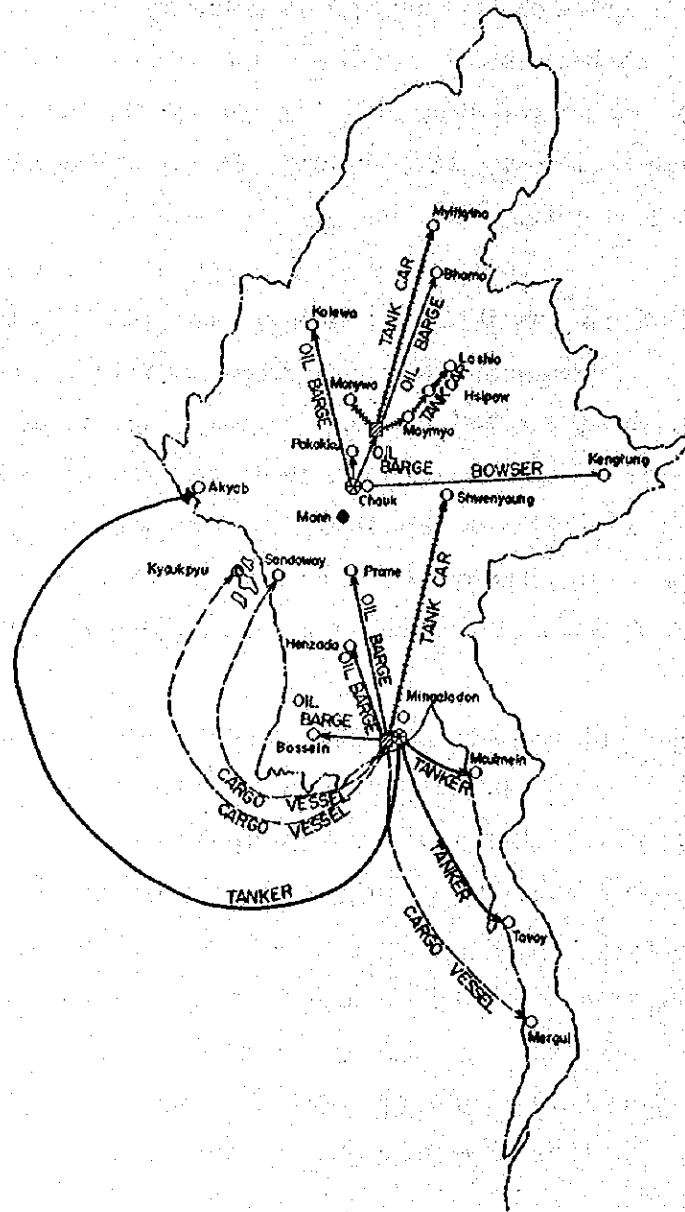 Myitkyina
Bhamo
TANK CAR
OIL BARGE
Kalewa
OIL BARGE
Lashio
TANK CAR
Hsipaw
Monywa
Maymyo
Pakokku
OIL
BARGE
BOWSER
Kengtung
Akyab
Chauk
Shwenyaung
Mann
Kyaukpyu
Sandoway
Prome
OIL BARGE
TANK CAR
Henzada
OIL BARGE
Mingaladon
OIL
BARGE
Bassein
TANKER
Moulmein
CARGO VESSEL
CARGO VESSEL
TANKER
TANKER
Tavoy
CARGO VESSEL
Mergui